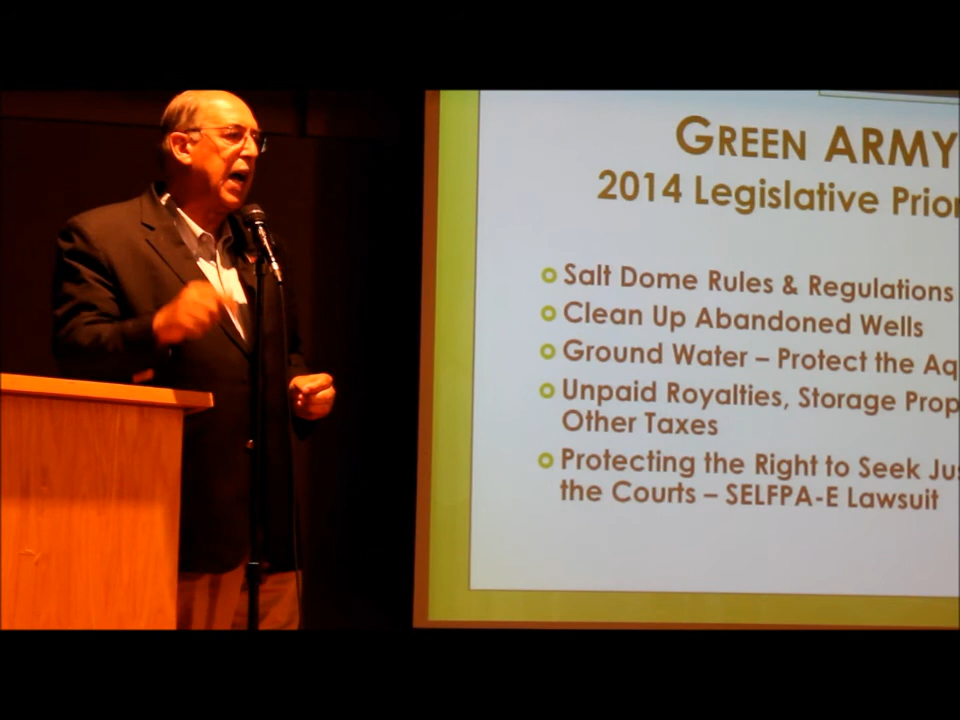 GREEN ARMY
2014 Legislative
Salt Dome Rules & Regulations
Clean Up Abandoned Wells
Ground Water – Protect the
Unpaid Royalties, Storage
Other Taxes
Protecting the Right to Seek
the Courts – SELFPA-E Lawsuit